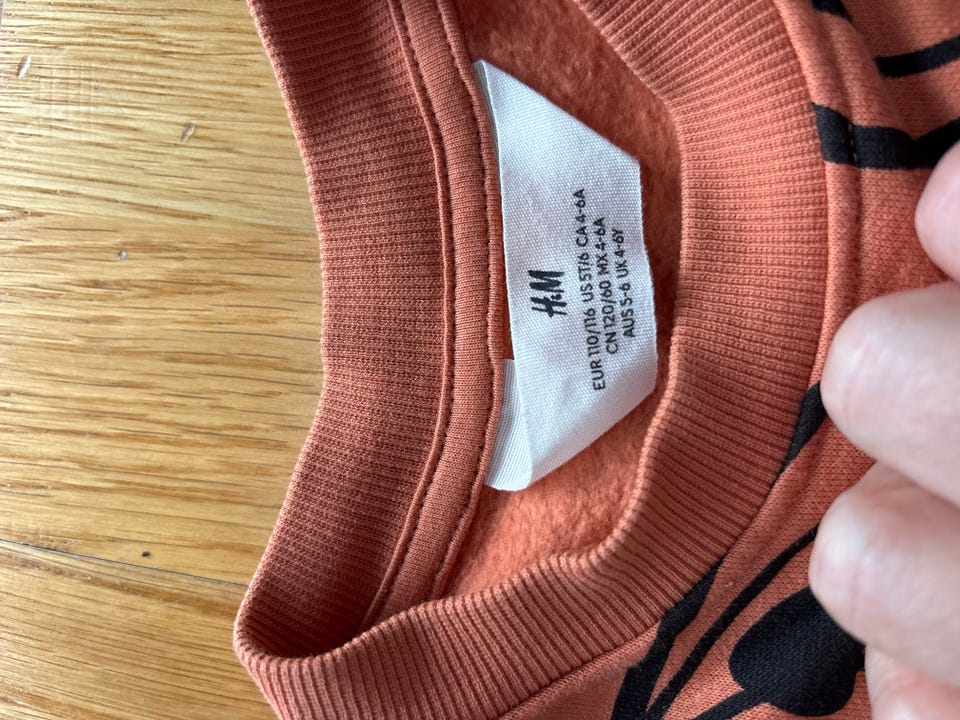 H&M
EUR 110/116 US 5T/6 CA 4-6A
CN 120/60 MX 4-6A
AUS 5-6 UK 4-6Y